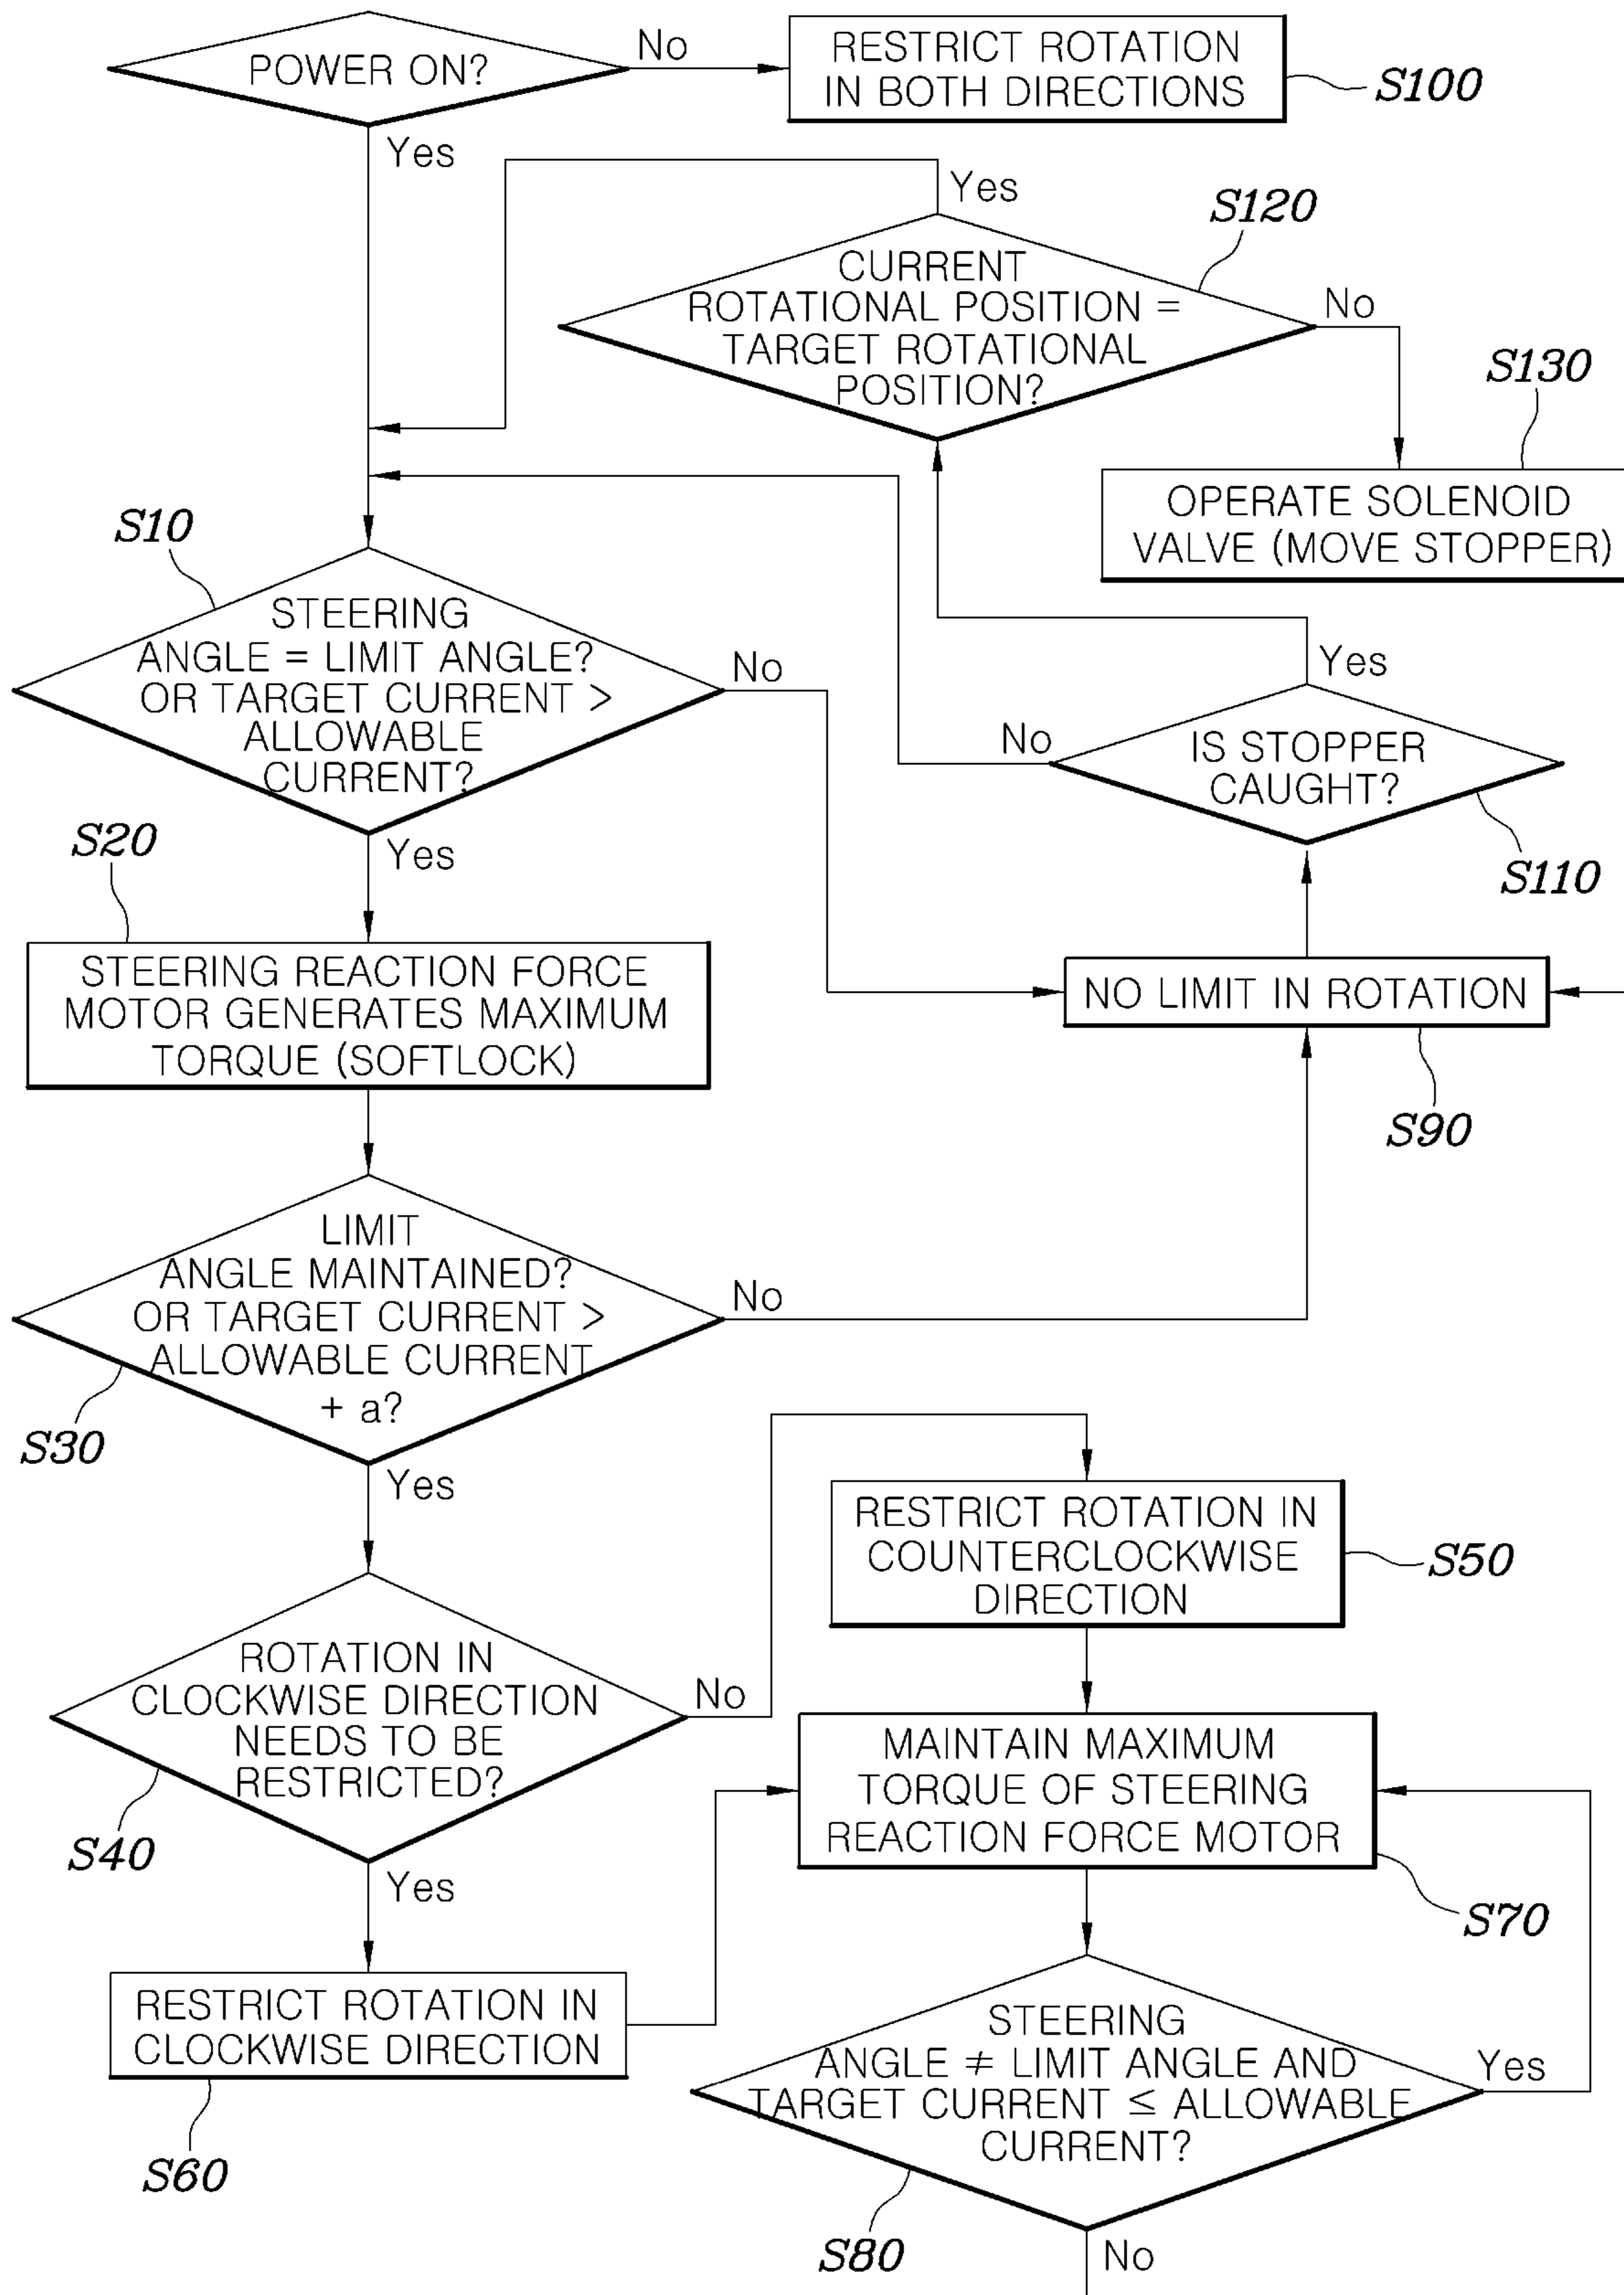 POWER ON?
No
RESTRICT ROTATION
IN BOTH DIRECTIONS
S100
Yes
Yes
S120
CURRENT
ROTATIONAL POSITION =
TARGET ROTATIONAL
POSITION?
No
S130
OPERATE SOLENOID
VALVE (MOVE STOPPER)
S10
STEERING
ANGLE = LIMIT ANGLE?
OR TARGET CURRENT >
ALLOWABLE
CURRENT?
No
Yes
No
IS STOPPER
CAUGHT?
S110
Yes
S20
STEERING REACTION FORCE
MOTOR GENERATES MAXIMUM
TORQUE (SOFTLOCK)
NO LIMIT IN ROTATION
S90
LIMIT
ANGLE MAINTAINED?
OR TARGET CURRENT >
ALLOWABLE CURRENT
+ a?
No
S30
Yes
RESTRICT ROTATION IN
COUNTERCLOCKWISE
DIRECTION
S50
ROTATION IN
CLOCKWISE DIRECTION
NEEDS TO BE
RESTRICTED?
No
S40
Yes
MAINTAIN MAXIMUM
TORQUE OF STEERING
REACTION FORCE MOTOR
S70
RESTRICT ROTATION IN
CLOCKWISE DIRECTION
S60
STEERING
ANGLE ≠ LIMIT ANGLE AND
TARGET CURRENT ≤ ALLOWABLE
CURRENT?
Yes
S80
No